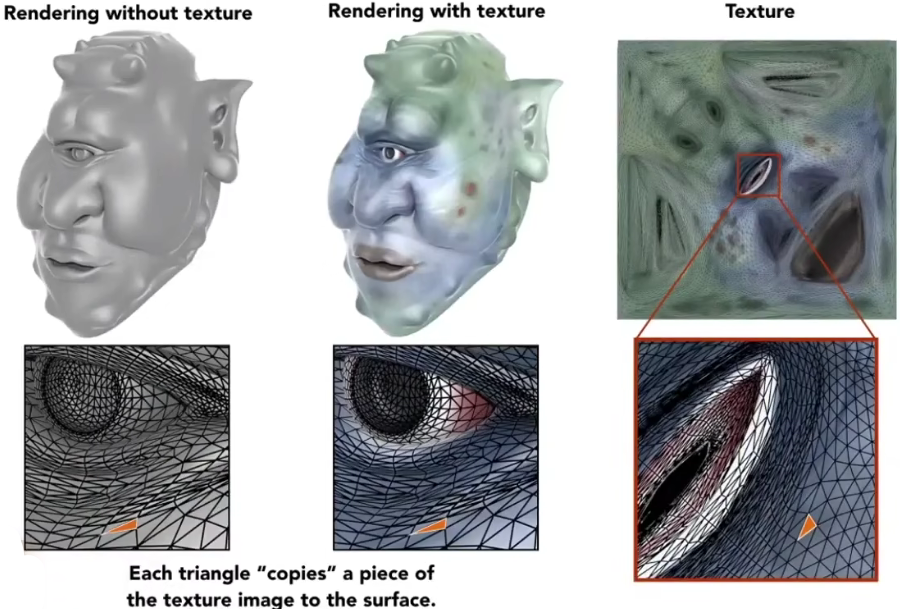 Rendering without texture
Rendering with texture
Texture
Each triangle “copies” a piece of
the texture image to the surface.